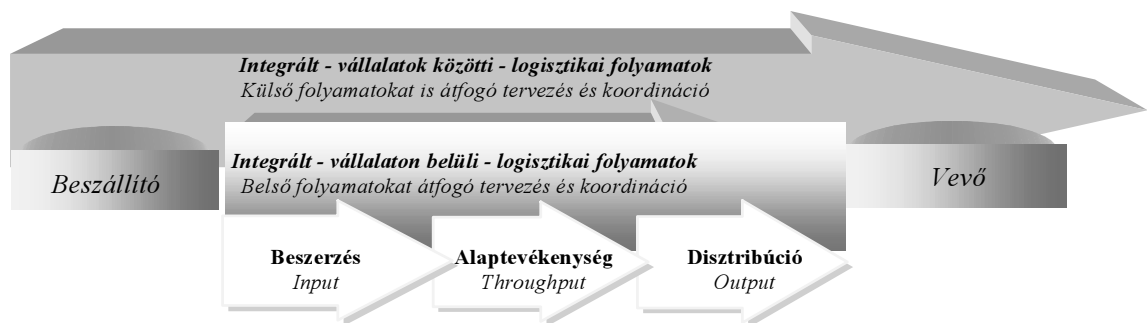 Integrált - vállalatok közötti - logisztikai folyamatok
Külső folyamatokat is átfogó tervezés és koordináció
Integrált - vállalaton belüli - logisztikai folyamatok
Belső folyamatokat átfogó tervezés és koordináció
Beszállító
Vevő
Beszerzés
Input
Alaptevékenység
Throughput
Disztribúció
Output